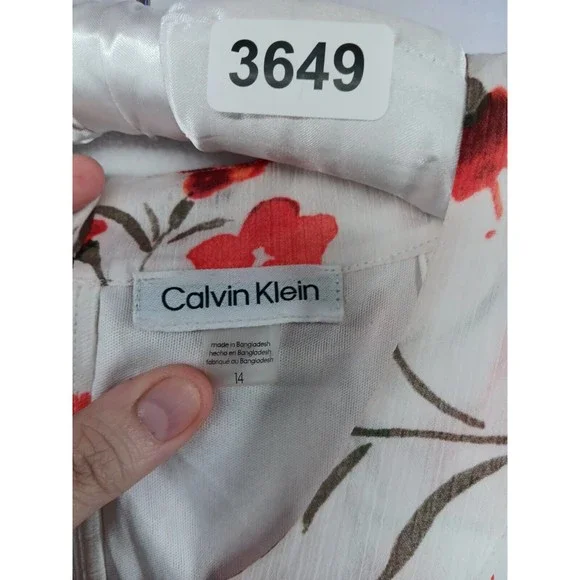 3649
Calvin Klein
made in Bangladesh
hecho en Bangladesh
fabriqué au Bangladesh
14